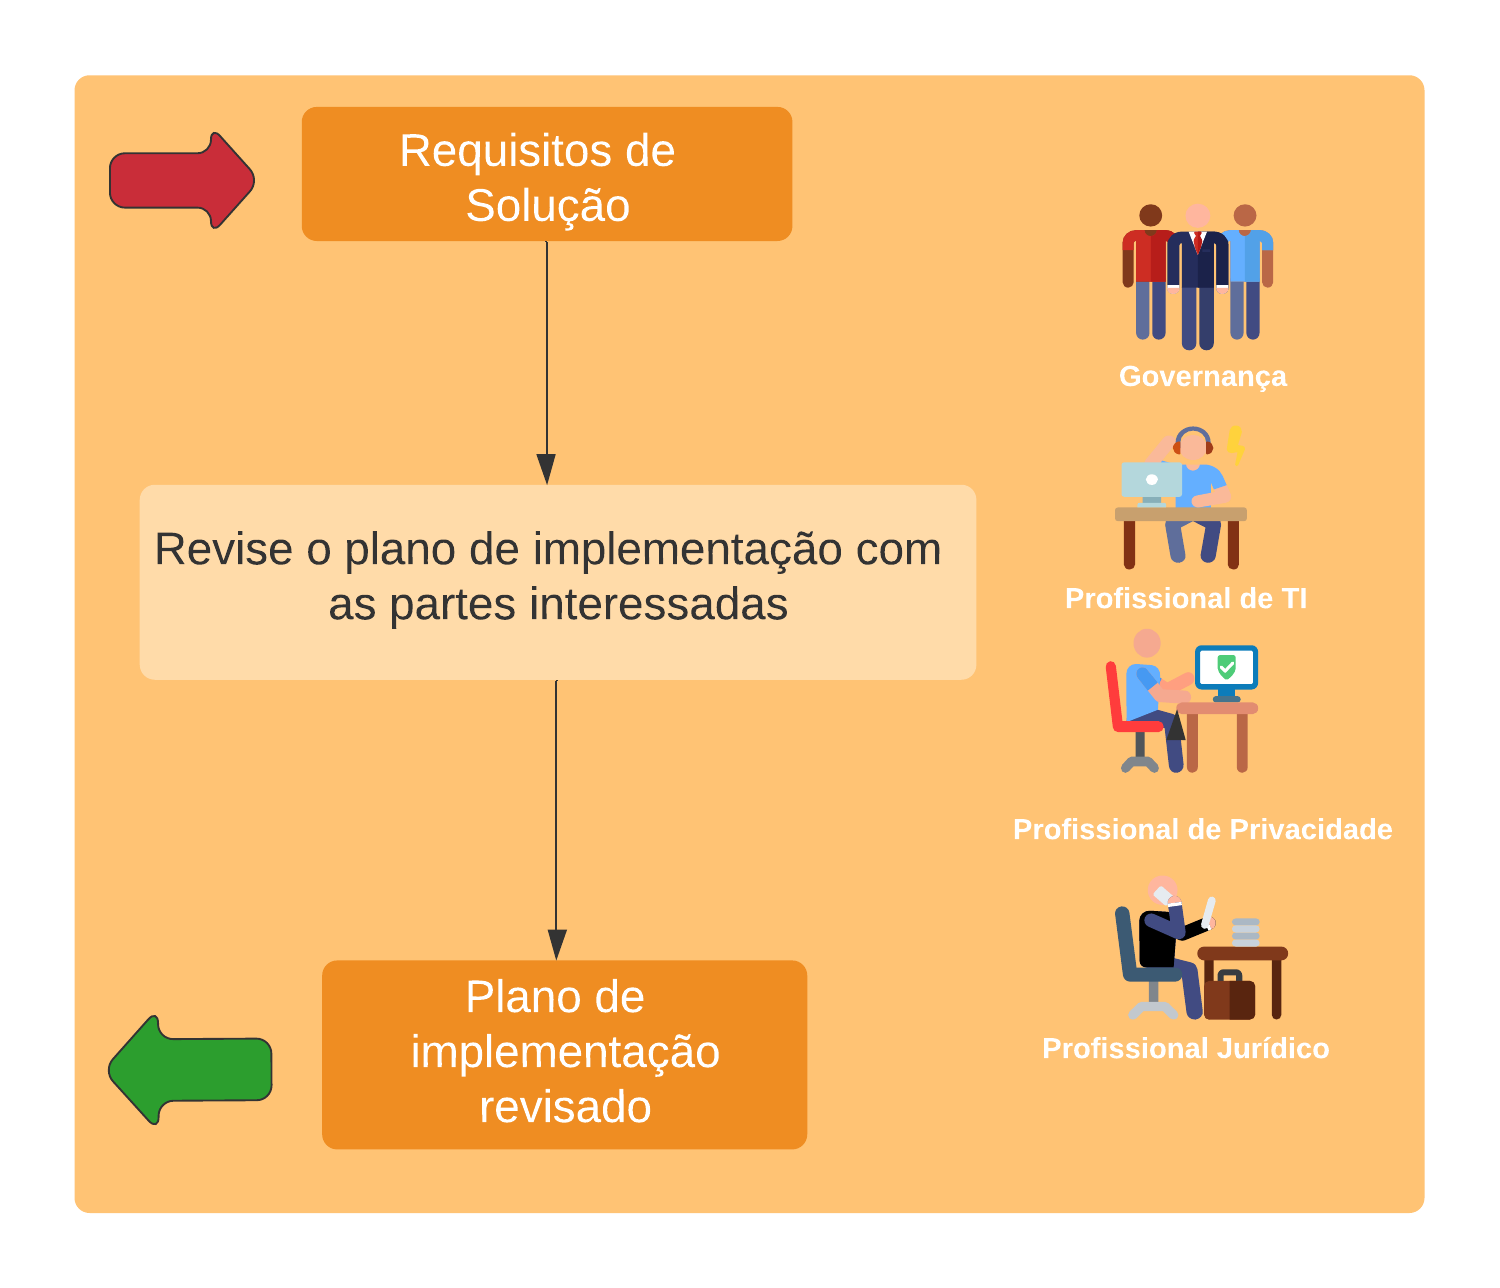 Requisitos de
Solução
Revise o plano de implementação com
as partes interessadas
Plano de
implementação
revisado
Governança
Profissional de TI
Profissional de Privacidade
Profissional Jurídico